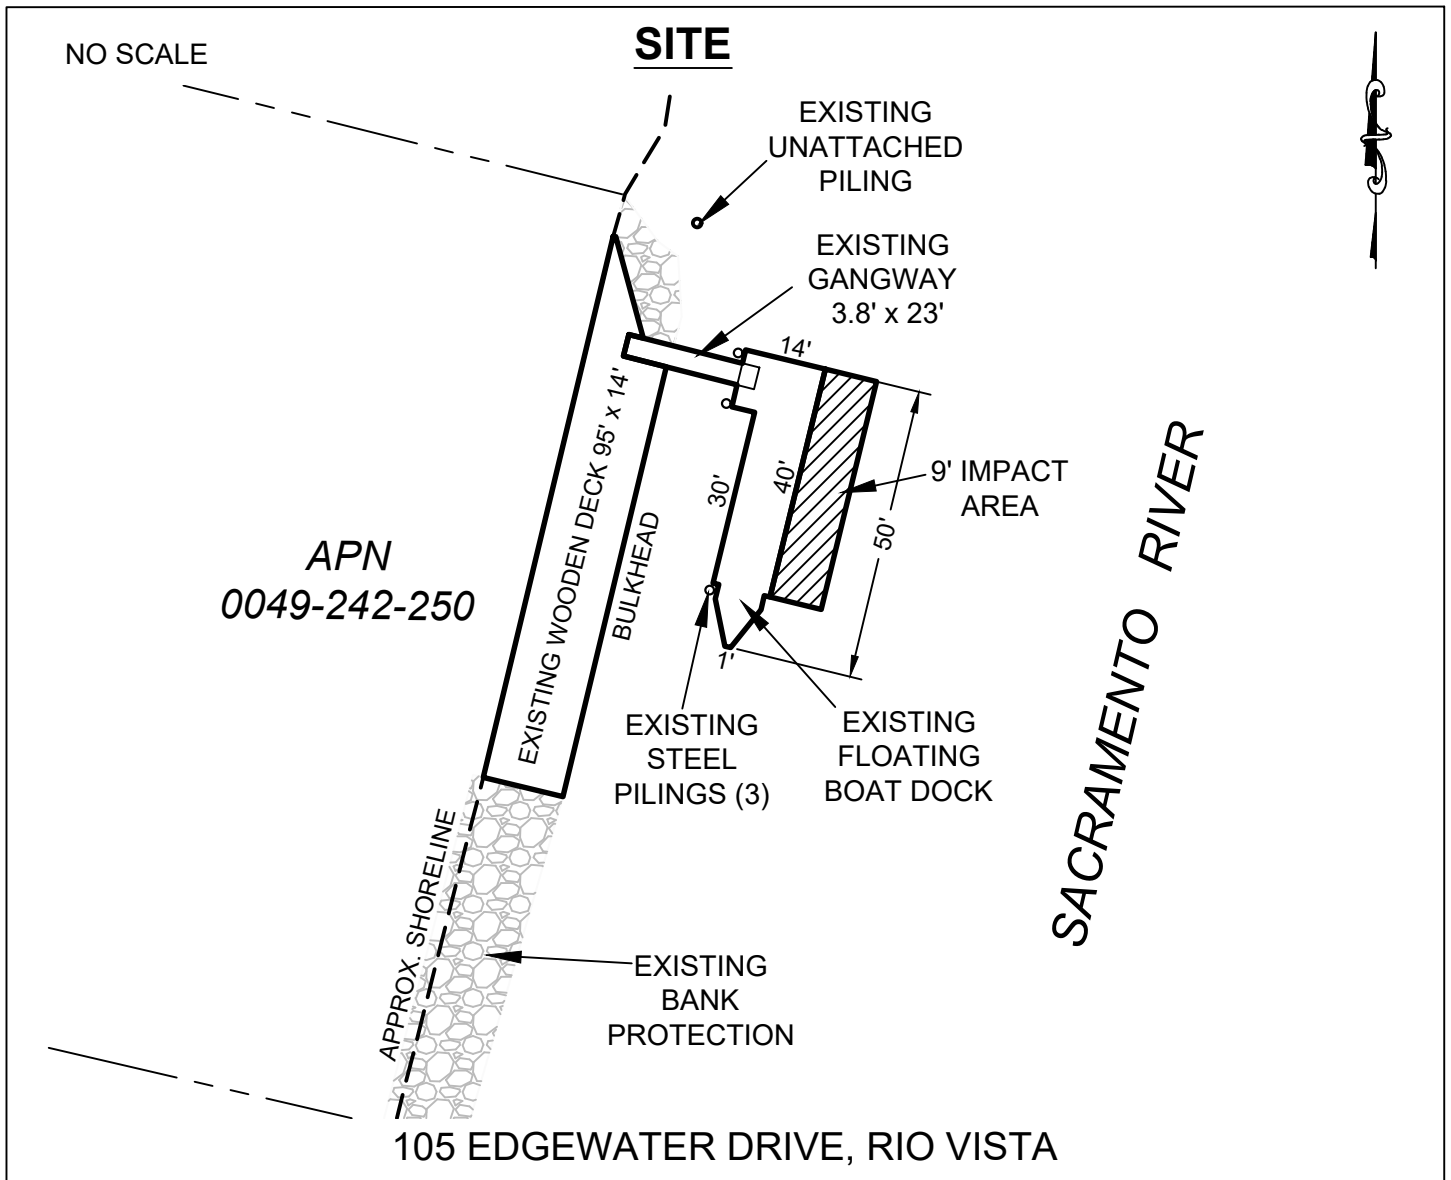 SITE
NO SCALE
EXISTING
UNATTACHED
PILING
EXISTING
GANGWAY
3.8' x 23'
14'
EXISTING WOODEN DECK 95' x 14'
BULKHEAD
30'
40'
50'
9' IMPACT
AREA
1'
APN
0049-242-250
EXISTING
STEEL
PILINGS (3)
EXISTING
FLOATING
BOAT DOCK
SACRAMENTO RIVER
APPROX. SHORELINE
EXISTING
BANK
PROTECTION
105 EDGEWATER DRIVE, RIO VISTA